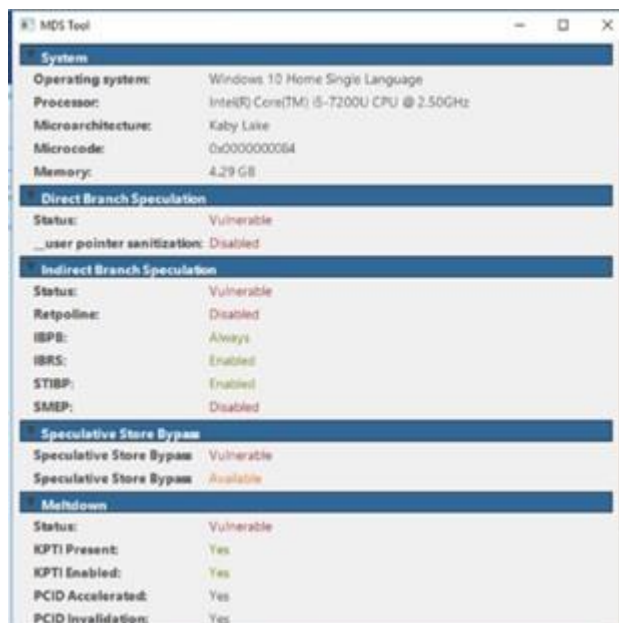 MDS Tool
System
Operating system: Windows 10 Home Single Language
Processor: Intel(R) Core(TM) i5-7200U CPU @ 2.50GHz
Microarchitecture: Kaby Lake
Microcode: 0x0000000084
Memory: 4.29 GB
Direct Branch Speculation
Status: Vulnerable
__user pointer sanitization: Disabled
Indirect Branch Speculation
Status: Vulnerable
Retpoline: Disabled
IBPB: Always
IBRS: Enabled
STIBP: Enabled
SMEP: Disabled
Speculative Store Bypass
Speculative Store Bypass Vulnerable
Speculative Store Bypass Available
Meltdown
Status: Vulnerable
KPTI Present: Yes
KPTI Enabled: Yes
PCID Accelerated: Yes
PCID Invalidation: Yes